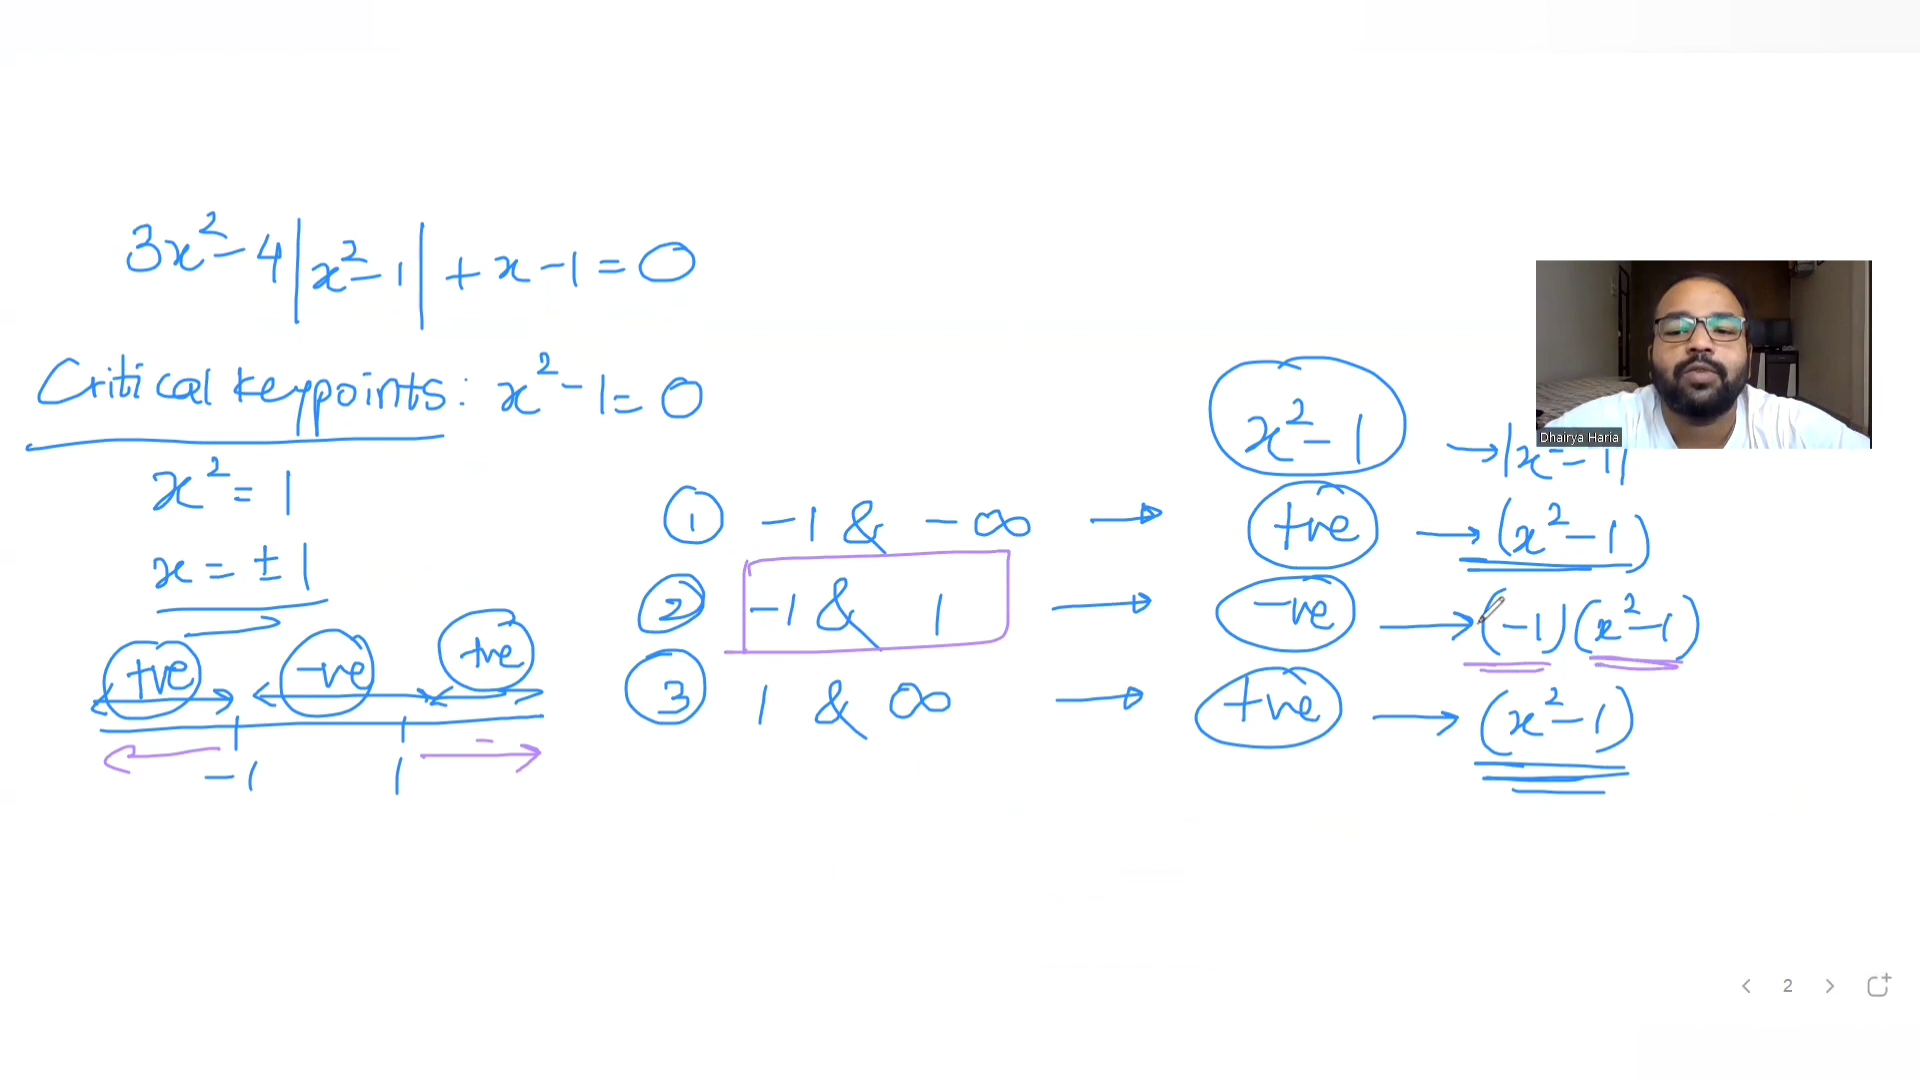 3x² - 4|x² - 1| + x - 1 = 0
Critical keypoints: x² - 1 = 0
x² = 1
x = ± 1
+ve -ve +ve
-1 1
x² - 1 → |x² - 1|
① -1 & -∞ → +ve → (x² - 1)
② -1 & 1 → -ve → (-1)(x² - 1)
③ 1 & ∞ → +ve → (x² - 1)
Dhairya Haria
< 2 >